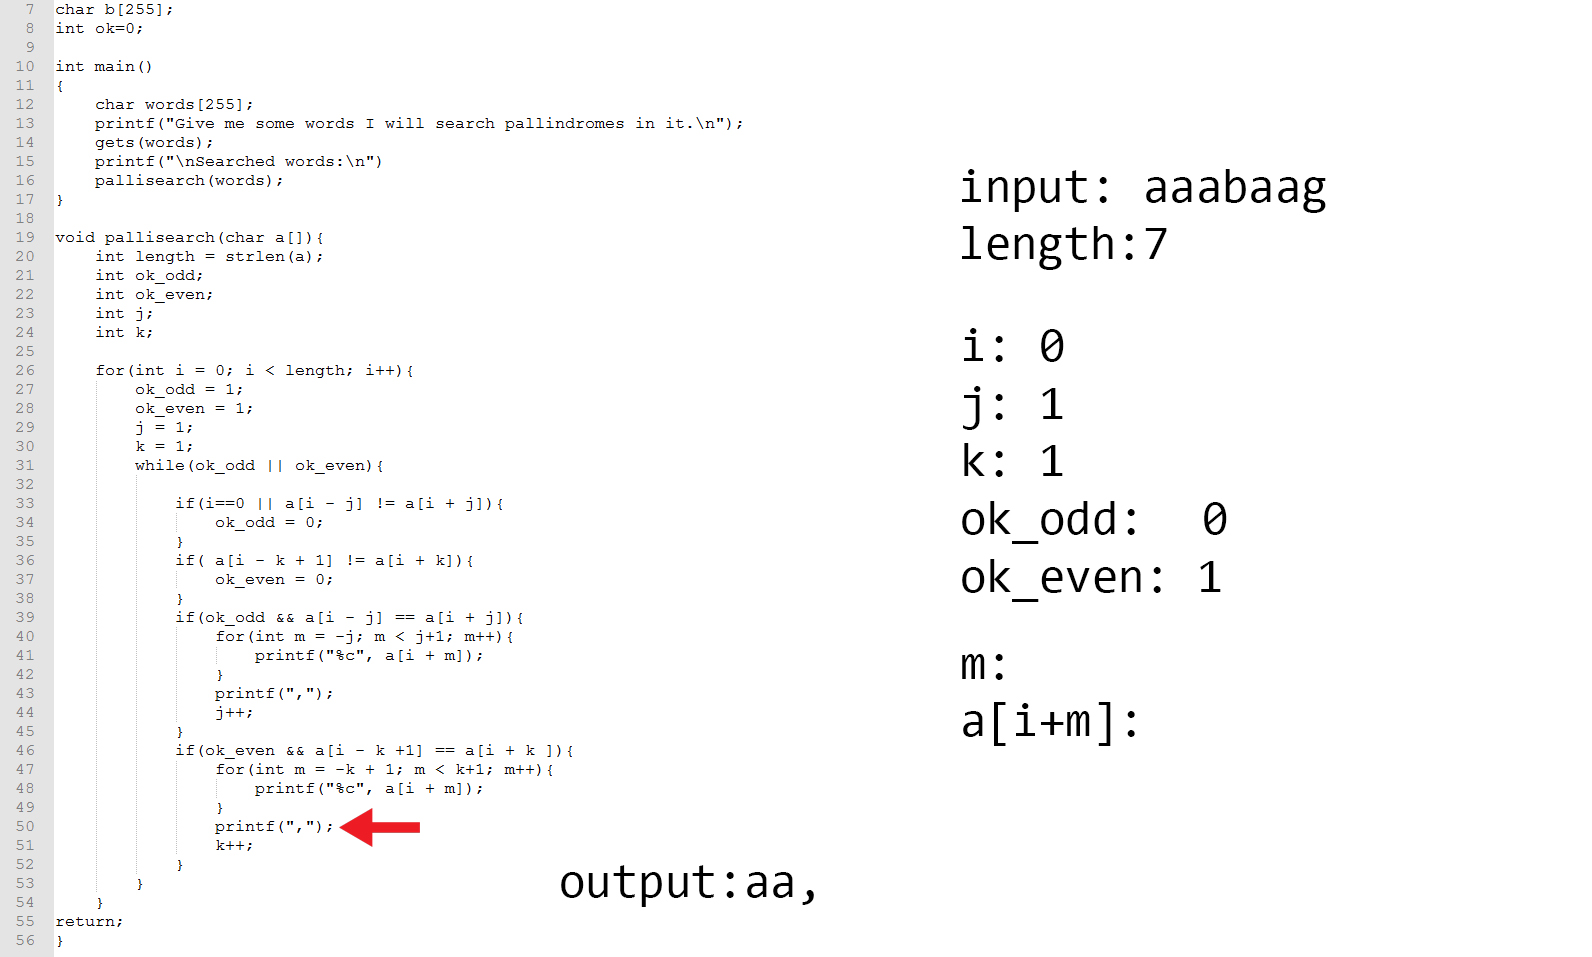 7 char b[255];
8 int ok=0;
9
10 int main()
11 {
12 char words[255];
13 printf("Give me some words I will search pallindromes in it.\n");
14 gets(words);
15 printf("\nSearched words:\n")
16 pallisearch(words);
17 }
18
19 void pallisearch(char a[]){
20 int length = strlen(a);
21 int ok_odd;
22 int ok_even;
23 int j;
24 int k;
25
26 for(int i = 0; i < length; i++){
27 ok_odd = 1;
28 ok_even = 1;
29 j = 1;
30 k = 1;
31 while(ok_odd || ok_even){
32
33 if(i==0 || a[i - j] != a[i + j]){
34 ok_odd = 0;
35 }
36 if( a[i - k + 1] != a[i + k]){
37 ok_even = 0;
38 }
39 if(ok_odd && a[i - j] == a[i + j]){
40 for(int m = -j; m < j+1; m++){
41 printf("%c", a[i + m]);
42 }
43 printf(",");
44 j++;
45 }
46 if(ok_even && a[i - k +1] == a[i + k ]){
47 for(int m = -k + 1; m < k+1; m++){
48 printf("%c", a[i + m]);
49 }
50 printf(",");
51 k++;
52 }
53 }
54 }
55 return;
56 }
input: aaabaag
length:7
i: 0
j: 1
k: 1
ok_odd: 0
ok_even: 1
m:
a[i+m]:
output:aa,